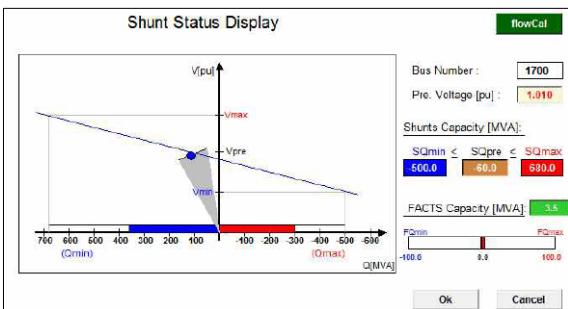 Shunt Status Display
flowCal
V[pu]
Vmax
Vpre
Vmin
700 600 500 400 300 200 100 0 -100 -200 -300 -400 -500 -600
(Qmin) (Qmax)
Q[MVA]
Bus Number : 1700
Pre. Voltage [pu] : 1.010
Shunts Capacity [MVA]:
SQmin ≤ SQpre ≤ SQmax
-500.0 -60.0 680.0
FACTS Capacity [MVA]: 3.5
FQmin FQmax
-100.0 0.0 100.0
Ok Cancel